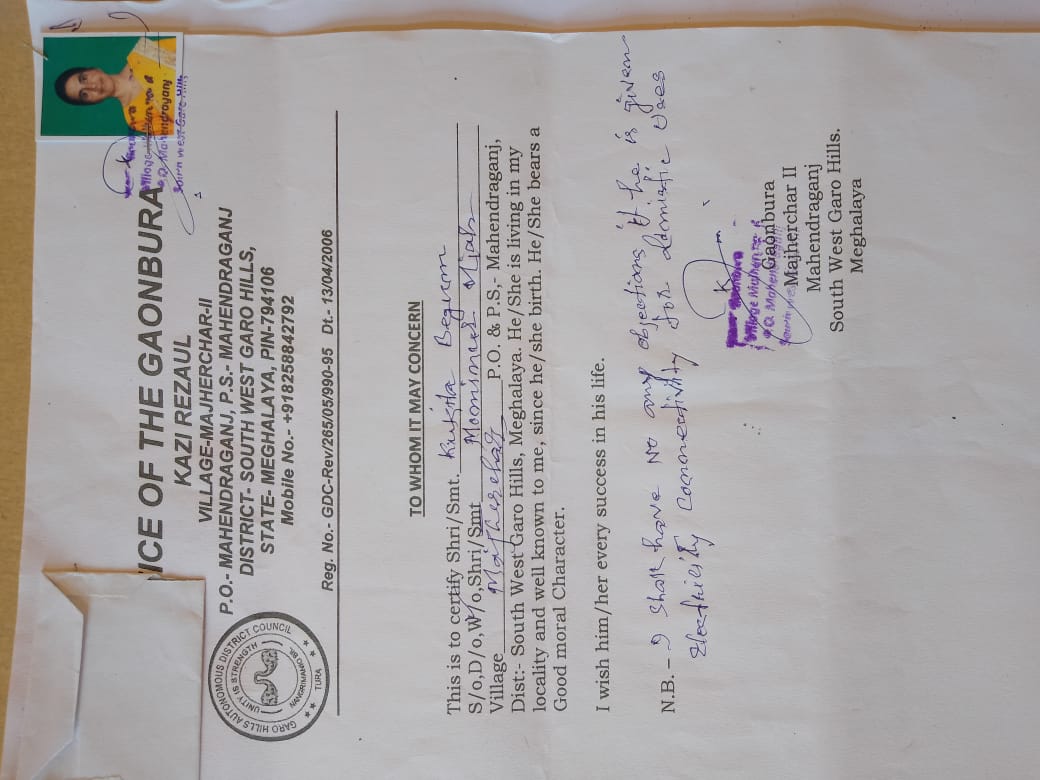 ICE OF THE GAONBURA
KAZI REZAUL
VILLAGE-MAJHERCHAR-II
P.O.- MAHENDRAGANJ, P.S.- MAHENDRAGANJ
DISTRICT- SOUTH WEST GARO HILLS,
STATE- MEGHALAYA, PIN-794106
Mobile No.- +918258842792
GARO HILLS AUTONOMOUS DISTRICT COUNCIL
UNITY IS STRENGTH
TURA
Reg. No.- GDC-Rev/265/05/990-95 Dt.- 13/04/2006
TO WHOM IT MAY CONCERN
This is to certify Shri/Smt. Begum
S/o,D/o,W/o,Shri/Smt Miah
Village P.O. & P.S,- Mahendraganj,
Dist:- South West Garo Hills, Meghalaya. He/She is living in my
locality and well known to me, since he/she birth. He/She bears a
Good moral Character.
I wish him/her every success in his life.
N.B.- I shall have no any objections if he is given
electricity for domestic uses
Gaonbura
Majherchar II
Mahendraganj
South West Garo Hills.
Meghalaya